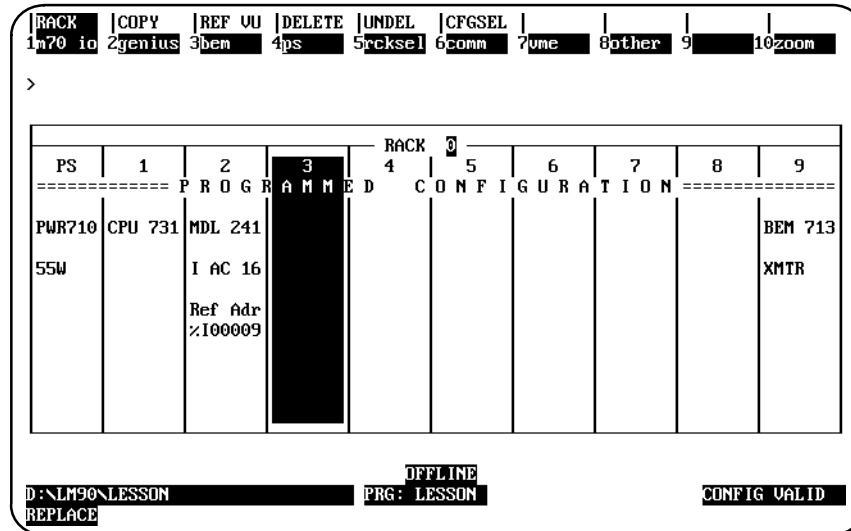 RACK COPY REF VU DELETE UNDEL CFGSEL
1m70 io 2genius 3bem 4ps 5rcksel 6comm 7vme 8other 9 10zoom
>
RACK 0
PS 1 2 3 4 5 6 7 8 9
============= P R O G R A M M E D C O N F I G U R A T I O N ===============
PWR710 CPU 731 MDL 241 BEM 713
55W I AC 16 XMTR
Ref Adr
%I00009
OFFLINE
D:\LM90\LESSON PRG: LESSON CONFIG VALID
REPLACE